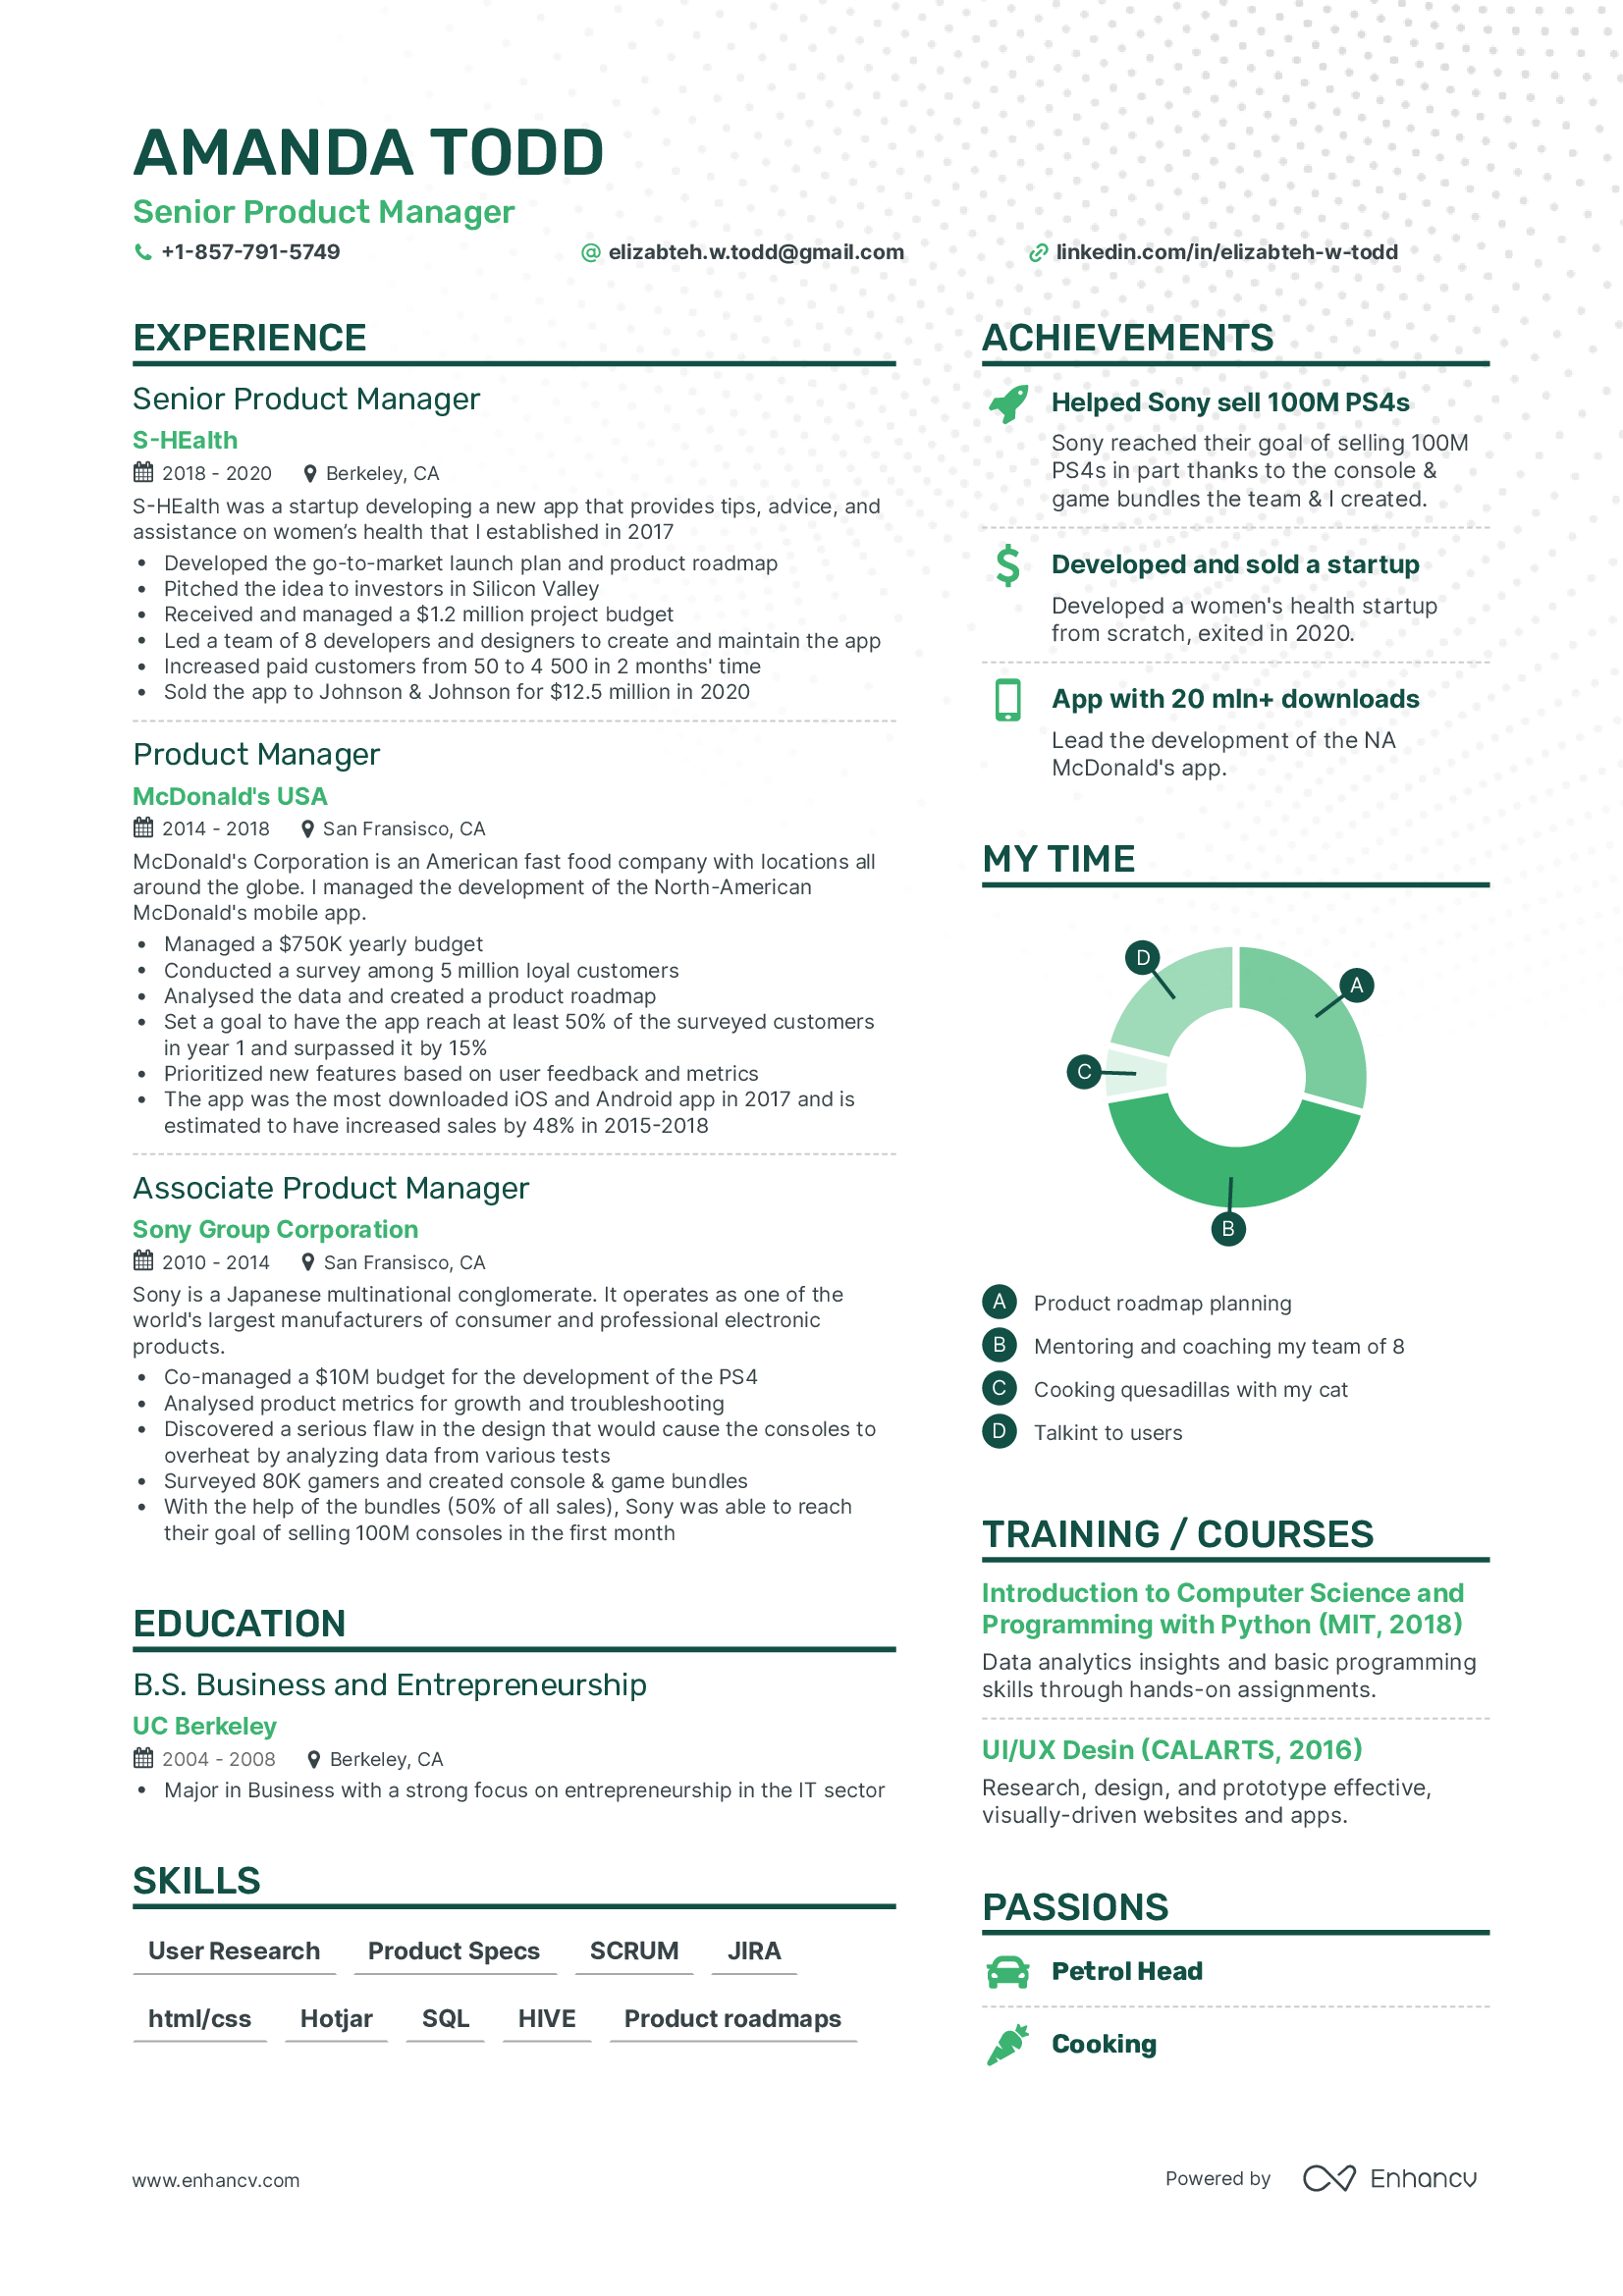 AMANDA TODD
Senior Product Manager
+1-857-791-5749
elizabteh.w.todd@gmail.com
linkedin.com/in/elizabteh-w-todd
EXPERIENCE
Senior Product Manager
S-HEalth
2018 - 2020 Berkeley, CA
S-HEalth was a startup developing a new app that provides tips, advice, and
assistance on women’s health that I established in 2017
• Developed the go-to-market launch plan and product roadmap
• Pitched the idea to investors in Silicon Valley
• Received and managed a $1.2 million project budget
• Led a team of 8 developers and designers to create and maintain the app
• Increased paid customers from 50 to 4 500 in 2 months' time
• Sold the app to Johnson & Johnson for $12.5 million in 2020
Product Manager
McDonald's USA
2014 - 2018 San Fransisco, CA
McDonald's Corporation is an American fast food company with locations all
around the globe. I managed the development of the North-American
McDonald's mobile app.
• Managed a $750K yearly budget
• Conducted a survey among 5 million loyal customers
• Analysed the data and created a product roadmap
• Set a goal to have the app reach at least 50% of the surveyed customers
in year 1 and surpassed it by 15%
• Prioritized new features based on user feedback and metrics
• The app was the most downloaded iOS and Android app in 2017 and is
estimated to have increased sales by 48% in 2015-2018
Associate Product Manager
Sony Group Corporation
2010 - 2014 San Fransisco, CA
Sony is a Japanese multinational conglomerate. It operates as one of the
world's largest manufacturers of consumer and professional electronic
products.
• Co-managed a $10M budget for the development of the PS4
• Analysed product metrics for growth and troubleshooting
• Discovered a serious flaw in the design that would cause the consoles to
overheat by analyzing data from various tests
• Surveyed 80K gamers and created console & game bundles
• With the help of the bundles (50% of all sales), Sony was able to reach
their goal of selling 100M consoles in the first month
EDUCATION
B.S. Business and Entrepreneurship
UC Berkeley
2004 - 2008 Berkeley, CA
• Major in Business with a strong focus on entrepreneurship in the IT sector
SKILLS
User Research Product Specs SCRUM JIRA
html/css Hotjar SQL HIVE Product roadmaps
ACHIEVEMENTS
Helped Sony sell 100M PS4s
Sony reached their goal of selling 100M
PS4s in part thanks to the console &
game bundles the team & I created.
Developed and sold a startup
Developed a women's health startup
from scratch, exited in 2020.
App with 20 mln+ downloads
Lead the development of the NA
McDonald's app.
MY TIME
D
A
C
B
A Product roadmap planning
B Mentoring and coaching my team of 8
C Cooking quesadillas with my cat
D Talkint to users
TRAINING / COURSES
Introduction to Computer Science and
Programming with Python (MIT, 2018)
Data analytics insights and basic programming
skills through hands-on assignments.
UI/UX Desin (CALARTS, 2016)
Research, design, and prototype effective,
visually-driven websites and apps.
PASSIONS
Petrol Head
Cooking
www.enhancv.com
Powered by Enhancv